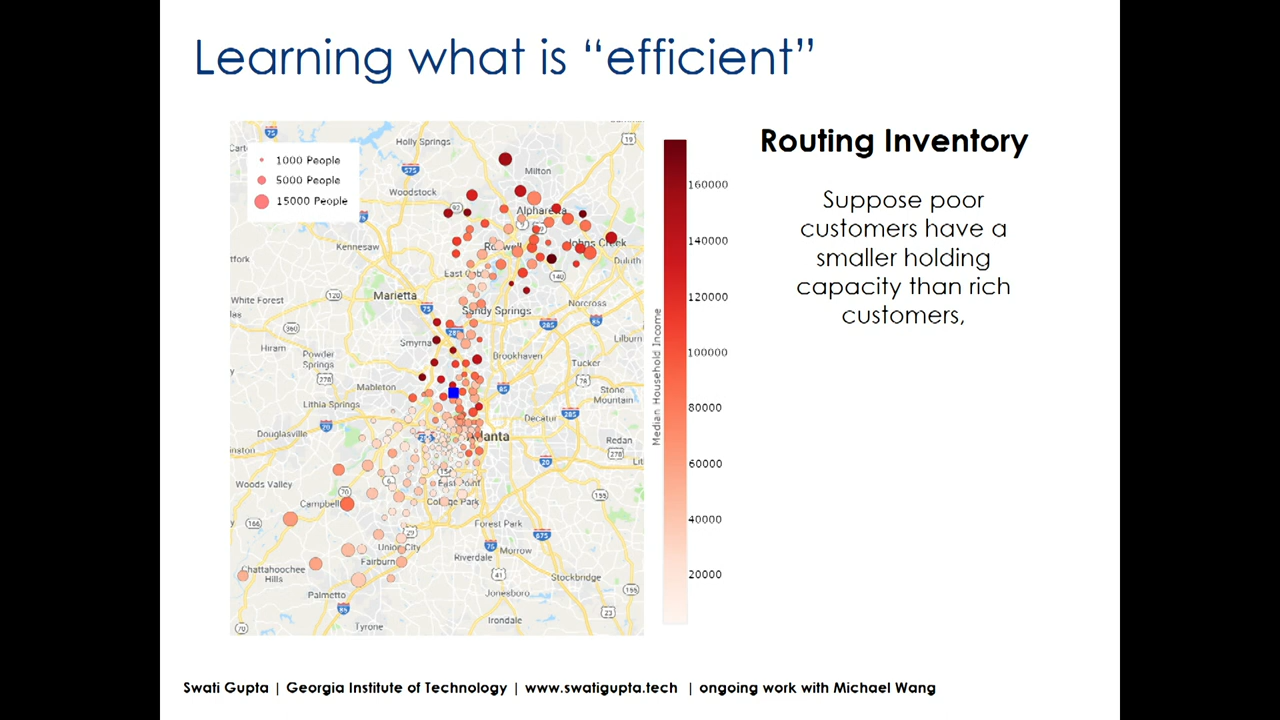 Learning what is “efficient”
Routing Inventory
Suppose poor
customers have a
smaller holding
capacity than rich
customers,
1000 People
5000 People
15000 People
Holly Springs
Milton
Woodstock
Alpharetta
Kennesaw
Johns Creek
Duluth
Marietta
White Forest
Norcross
Sandy Springs
Smyrna
Lilburn
Hiram
Powder
Springs
Brookhaven
Tucker
Mableton
Stone
Mountain
Lithia Springs
Decatur
Douglasville
Redan
Woods Valley
East Point
College Park
Campbell
Forest Park
Union City
Riverdale
Morrow
Fairburn
Chattahoochee
Hills
Stockbridge
Palmetto
Jonesboro
Irondale
Tyrone
Median Household Income
160000
140000
120000
100000
80000
60000
40000
20000
Swati Gupta | Georgia Institute of Technology | www.swatigupta.tech | ongoing work with Michael Wang